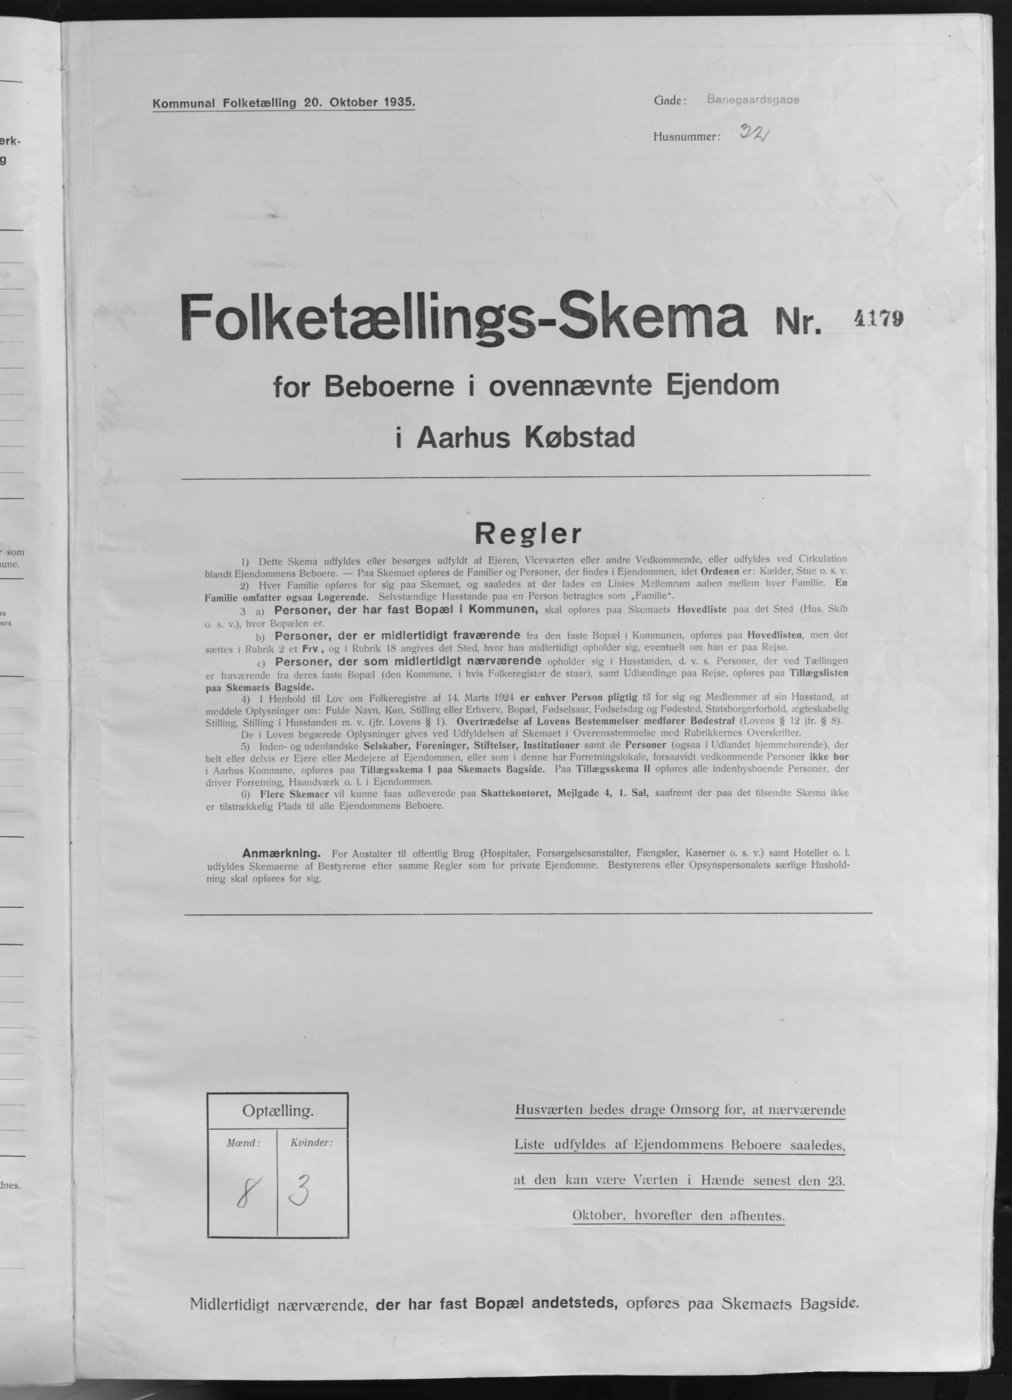 Kommunal Folketælling 20. Oktober 1935.
Gade: Banegaardsgade
Husnummer: 32
Folketællings-Skema Nr. 4179
for Beboerne i ovennævnte Ejendom
i Aarhus Købstad
Regler
1) Dette Skema udfyldes eller besørges udfyldt af Ejeren, Viceværten eller andre Vedkommende, eller udfyldes ved Cirkulation
blandt Ejendommens Beboere. — Paa Skemaet opføres de Familier og Personer, der findes i Ejendommen, idet Ordenen er: Kælder, Stue o. s. v.
2) Hver Familie opføres for sig paa Skemaet, og saaledes at der lades en Linies Mellemrum aaben mellem hver Familie. En
Familie omfatter ogsaa Logerende. Selvstændige Husstande paa en Person betragtes som „Familie".
3 a) Personer, der har fast Bopæl i Kommunen, skal opføres paa Skemaets Hovedliste paa det Sted (Hus, Skib
o. s. v.), hvor Bopælen er.
b) Personer, der er midlertidigt fraværende fra den faste Bopæl i Kommunen, opføres paa Hovedlisten, men der
sættes i Rubrik 2 et Frv., og i Rubrik 18 angives det Sted, hvor han midlertidigt opholder sig, eventuelt om han er paa Rejse.
c) Personer, der som midlertidigt nærværende opholder sig i Husstanden, d. v. s. Personer, der ved Tællingen
er fraværende fra deres faste Bopæl (den Kommune, i hvis Folkeregister de staar), samt Udlændinge paa Rejse, opføres paa Tillægslisten
paa Skemaets Bagside.
4) I Henhold til Lov om Folkeregistre af 14. Marts 1924 er enhver Person pligtig til for sig og Medlemmer af sin Husstand, at
meddele Oplysninger om: Fulde Navn, Køn, Stilling eller Erhverv, Bopæl, Fødselsaar, Fødselsdag og Fødested, Statsborgerforhold, ægteskabelig
Stilling, Stilling i Husstanden m. v. (jfr. Lovens § 1). Overtrædelse af Lovens Bestemmelser medfører Bødestraf (Lovens § 12 jfr. § 8).
De i Loven begærede Oplysninger gives ved Udfyldelsen af Skemaet i Overensstemmelse med Rubrikkernes Overskrifter.
5) Inden- og udenlandske Selskaber, Foreninger, Stiftelser, Institutioner samt de Personer (ogsaa i Udlandet hjemmehørende), der
helt eller delvis er Ejere eller Medejere af Ejendommen, eller som i denne har Forretningslokale, forsaavidt vedkommende Personer ikke bor
i Aarhus Kommune, opføres paa Tillægsskema I paa Skemaets Bagside. Paa Tillægsskema II opføres alle indenbysboende Personer, der
driver Forretning, Haandværk o. l. i Ejendommen.
6) Flere Skemaer vil kunne faas udleverede paa Skattekontoret, Mejlgade 4, 1. Sal, saafremt der paa det tilsendte Skema ikke
er tilstrækkelig Plads til alle Ejendommens Beboere.
Anmærkning. For Anstalter til offentlig Brug (Hospitaler, Forsørgelsesanstalter, Fængsler, Kaserner o. s. v.) samt Hoteller o. l.
udfyldes Skemaerne af Bestyrerne efter samme Regler som for private Ejendomme. Bestyrerens eller Opsynspersonalets særlige Hushold-
ning skal opføres for sig.
Optælling.
Mænd: Kvinder:
8 3
Husværten bedes drage Omsorg for, at nærværende
Liste udfyldes af Ejendommens Beboere saaledes,
at den kan være Værten i Hænde senest den 23.
Oktober, hvorefter den afhentes.
Midlertidigt nærværende, der har fast Bopæl andetsteds, opføres paa Skemaets Bagside.